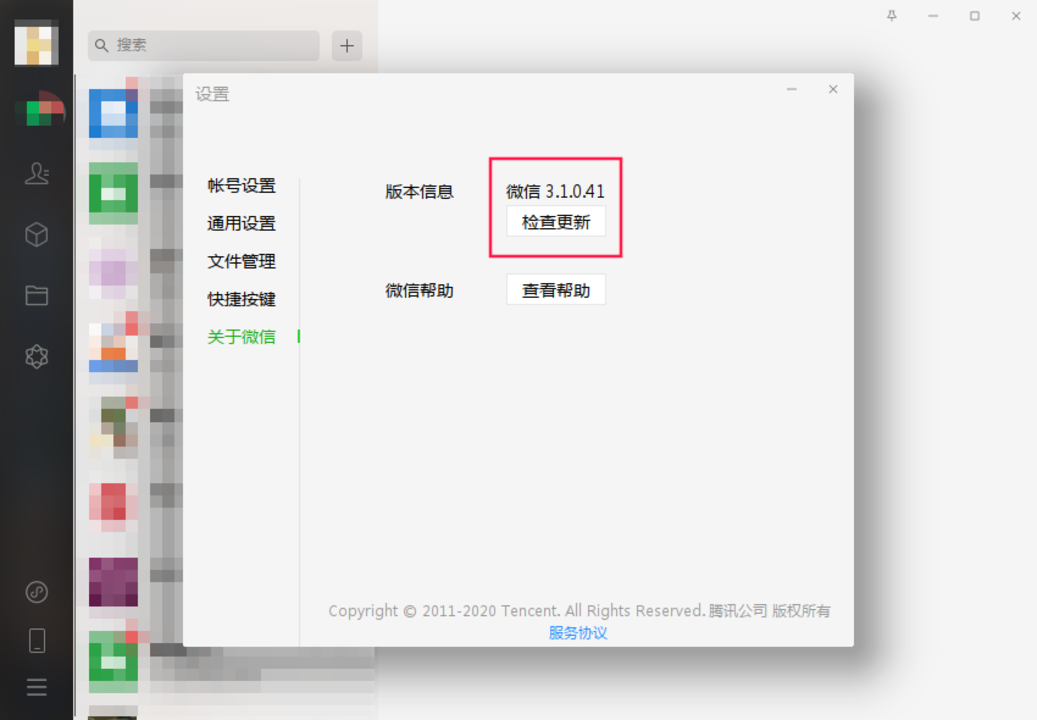 搜索
设置
帐号设置
通用设置
文件管理
快捷按键
关于微信
版本信息
微信 3.1.0.41
检查更新
微信帮助
查看帮助
Copyright © 2011-2020 Tencent. All Rights Reserved. 腾讯公司 版权所有
服务协议